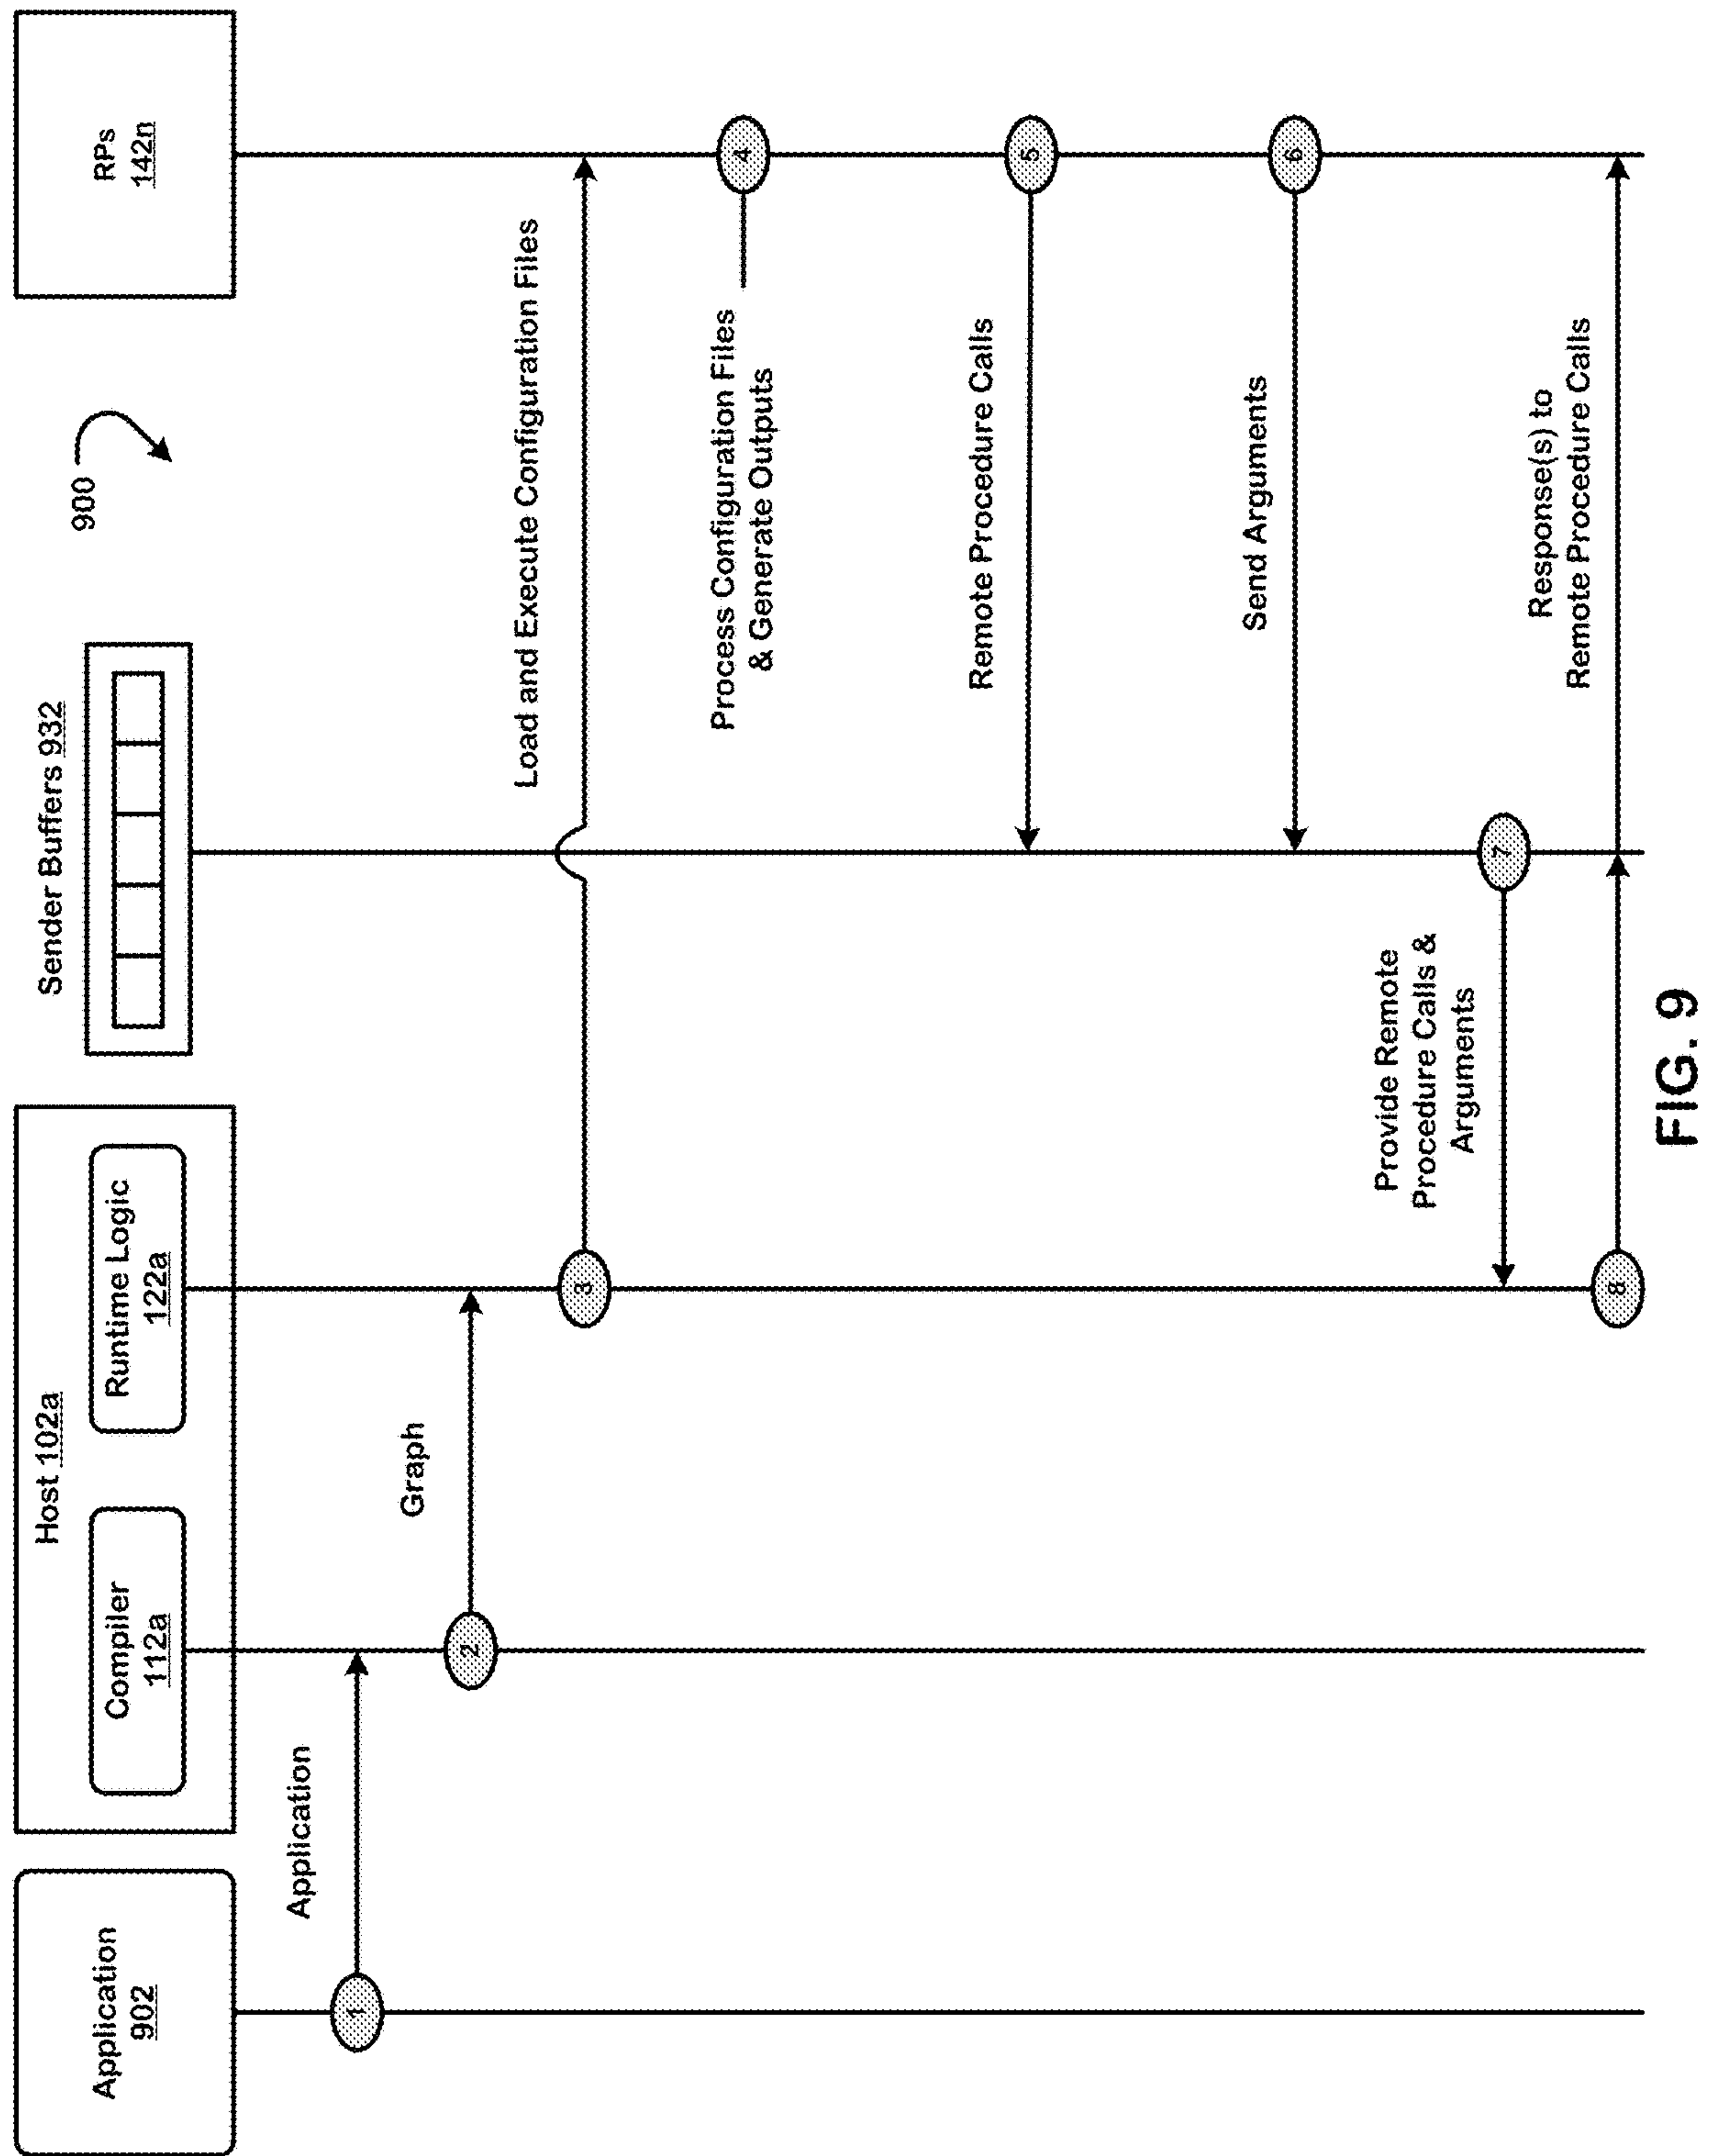 Application
902
Host 102a
Compiler
112a
Runtime Logic
122a
Sender Buffers 932
900
RPs
142n
1
Application
2
Graph
3
Load and Execute Configuration Files
4
Process Configuration Files
& Generate Outputs
5
Remote Procedure Calls
6
Send Arguments
7
Provide Remote
Procedure Calls &
Arguments
8
Response(s) to
Remote Procedure Calls
FIG. 9